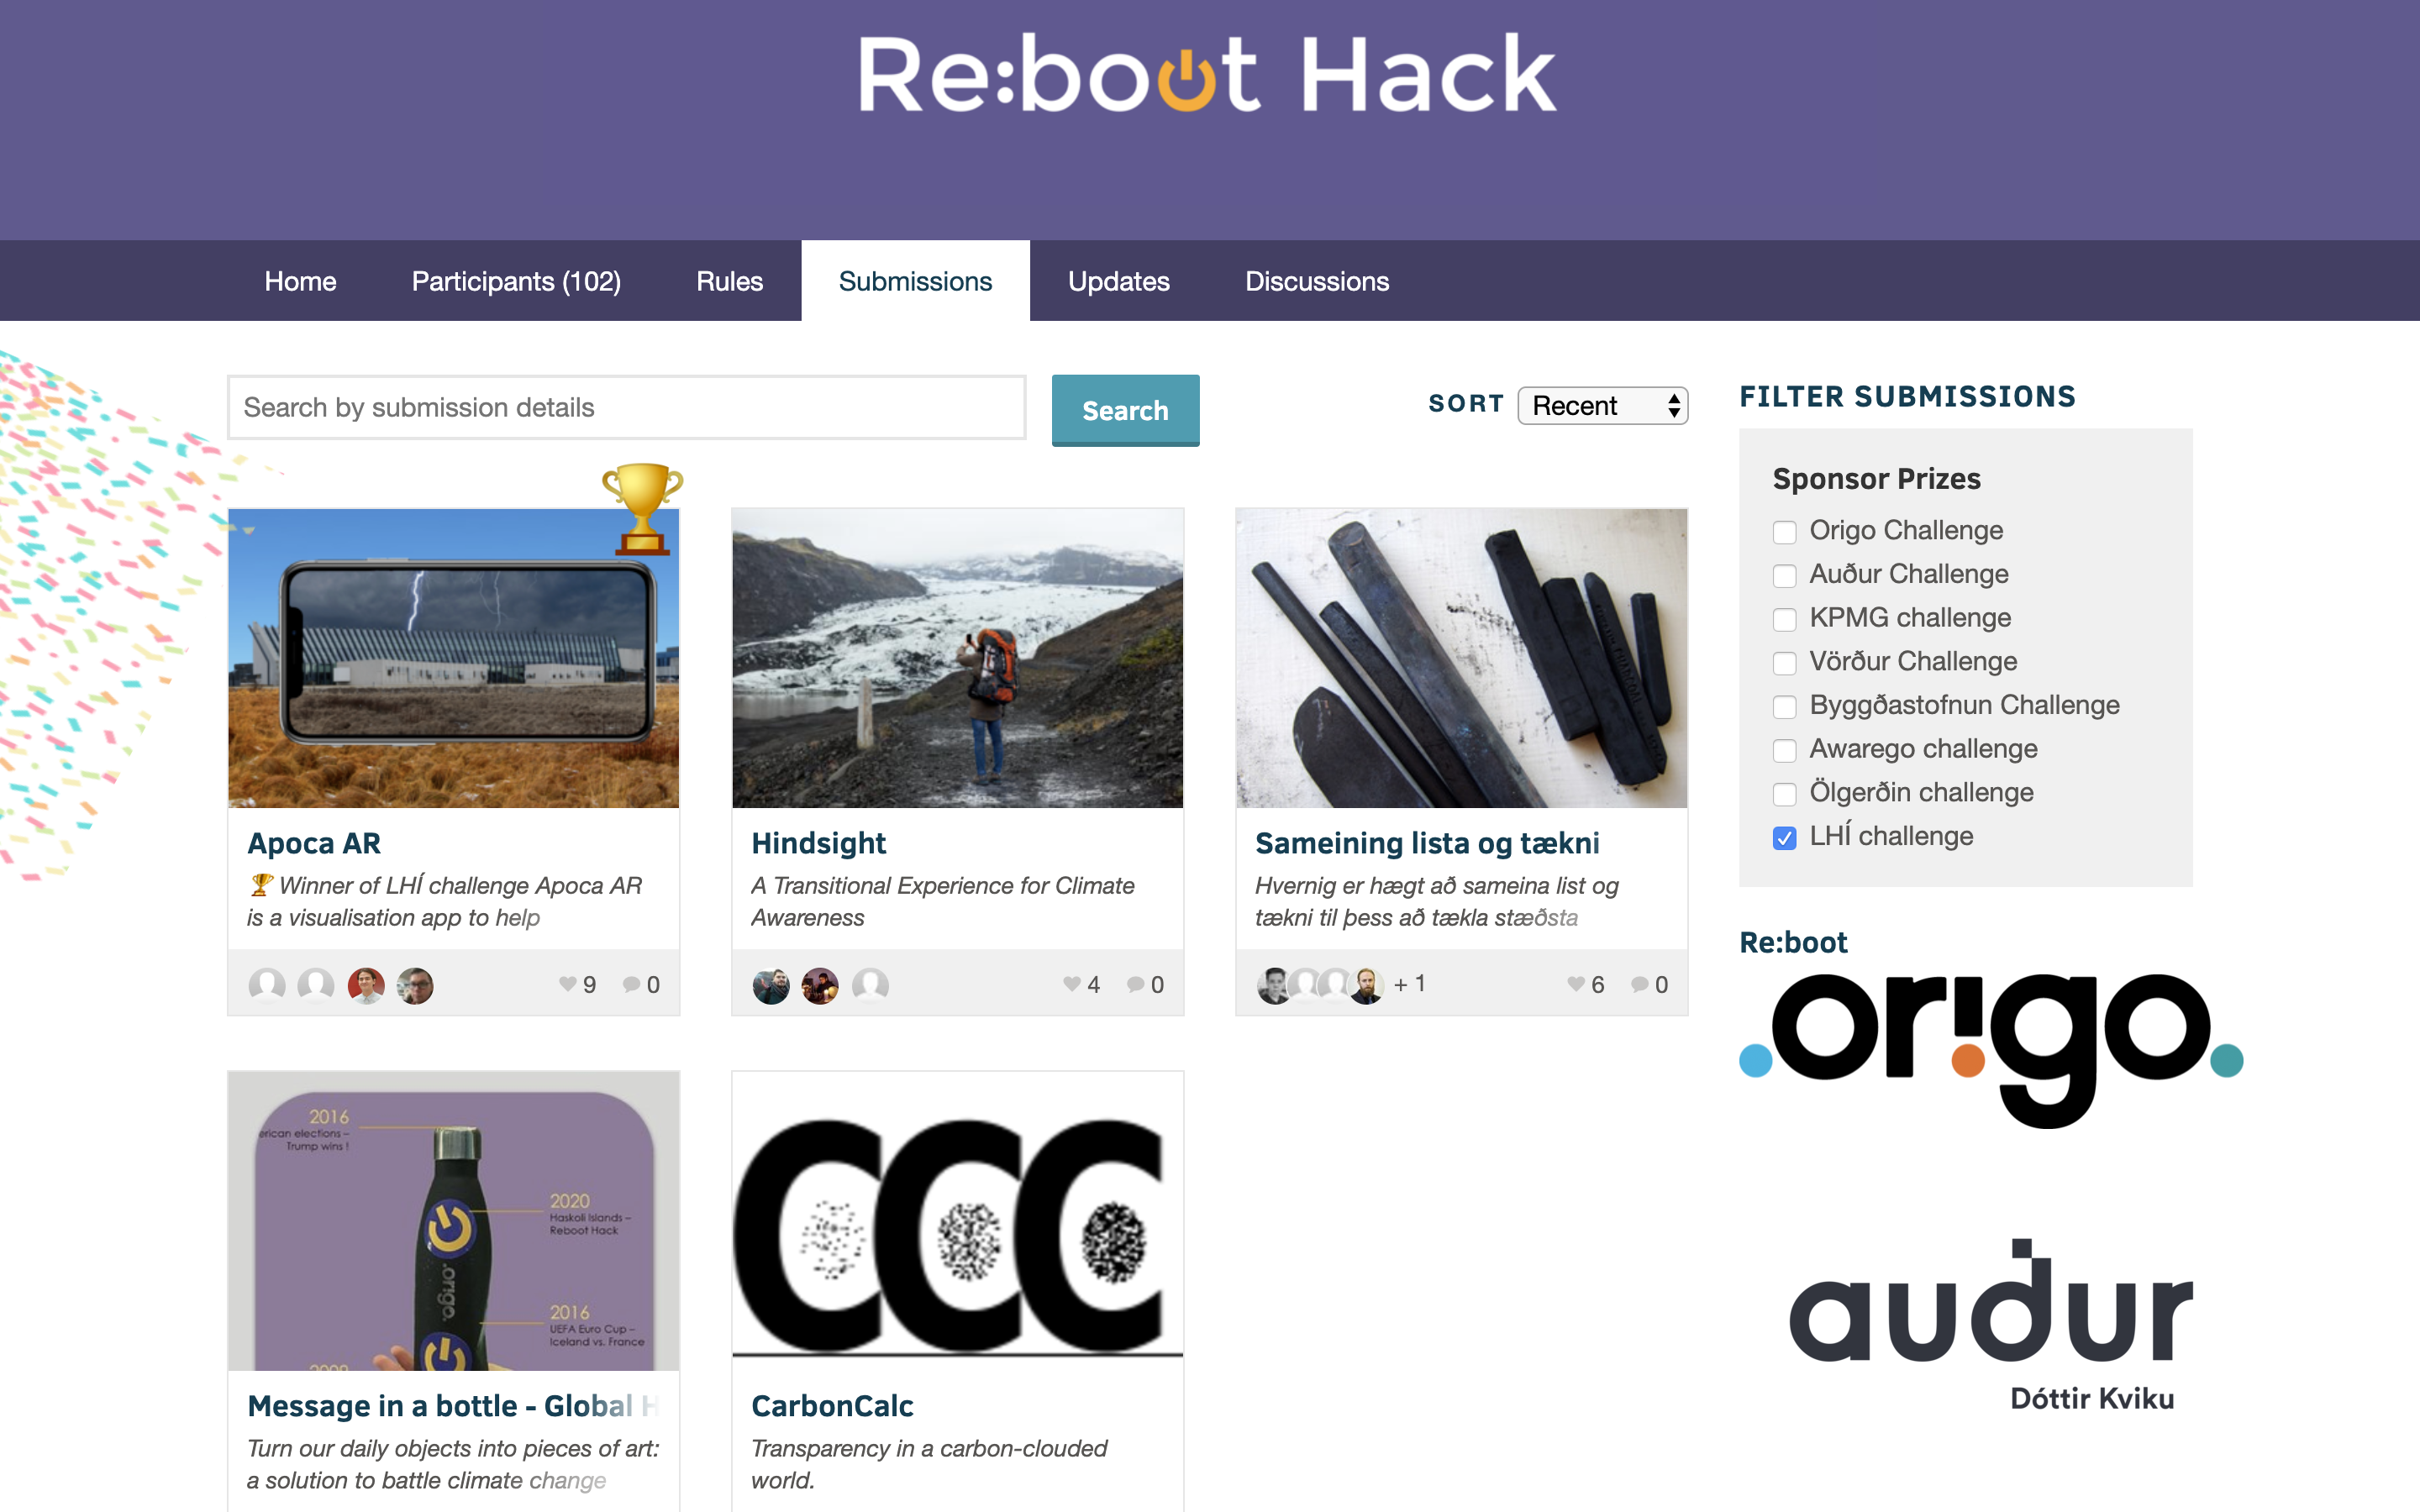 Re:boot Hack
Home
Participants (102)
Rules
Submissions
Updates
Discussions
Search by submission details
Search
SORT
Recent
FILTER SUBMISSIONS
Sponsor Prizes
Origo Challenge
Auður Challenge
KPMG challenge
Vörður Challenge
Byggðastofnun Challenge
Awarego challenge
Ölgerðin challenge
LHÍ challenge
Apoca AR
Winner of LHÍ challenge Apoca AR
is a visualisation app to help
9
0
Hindsight
A Transitional Experience for Climate
Awareness
4
0
Sameining lista og tækni
Hvernig er hægt að sameina list og
tækni til þess að tækla stæðsta
+ 1
6
0
Re:boot
.origo.
auður
Dóttir Kviku
2016
erican elections –
Trump wins !
2020
Haskoli Islands –
Reboot Hack
.origo.
2016
UEFA Euro Cup –
Iceland vs. France
Message in a bottle - Global H
Turn our daily objects into pieces of art:
a solution to battle climate change
CCC
CarbonCalc
Transparency in a carbon-clouded
world.